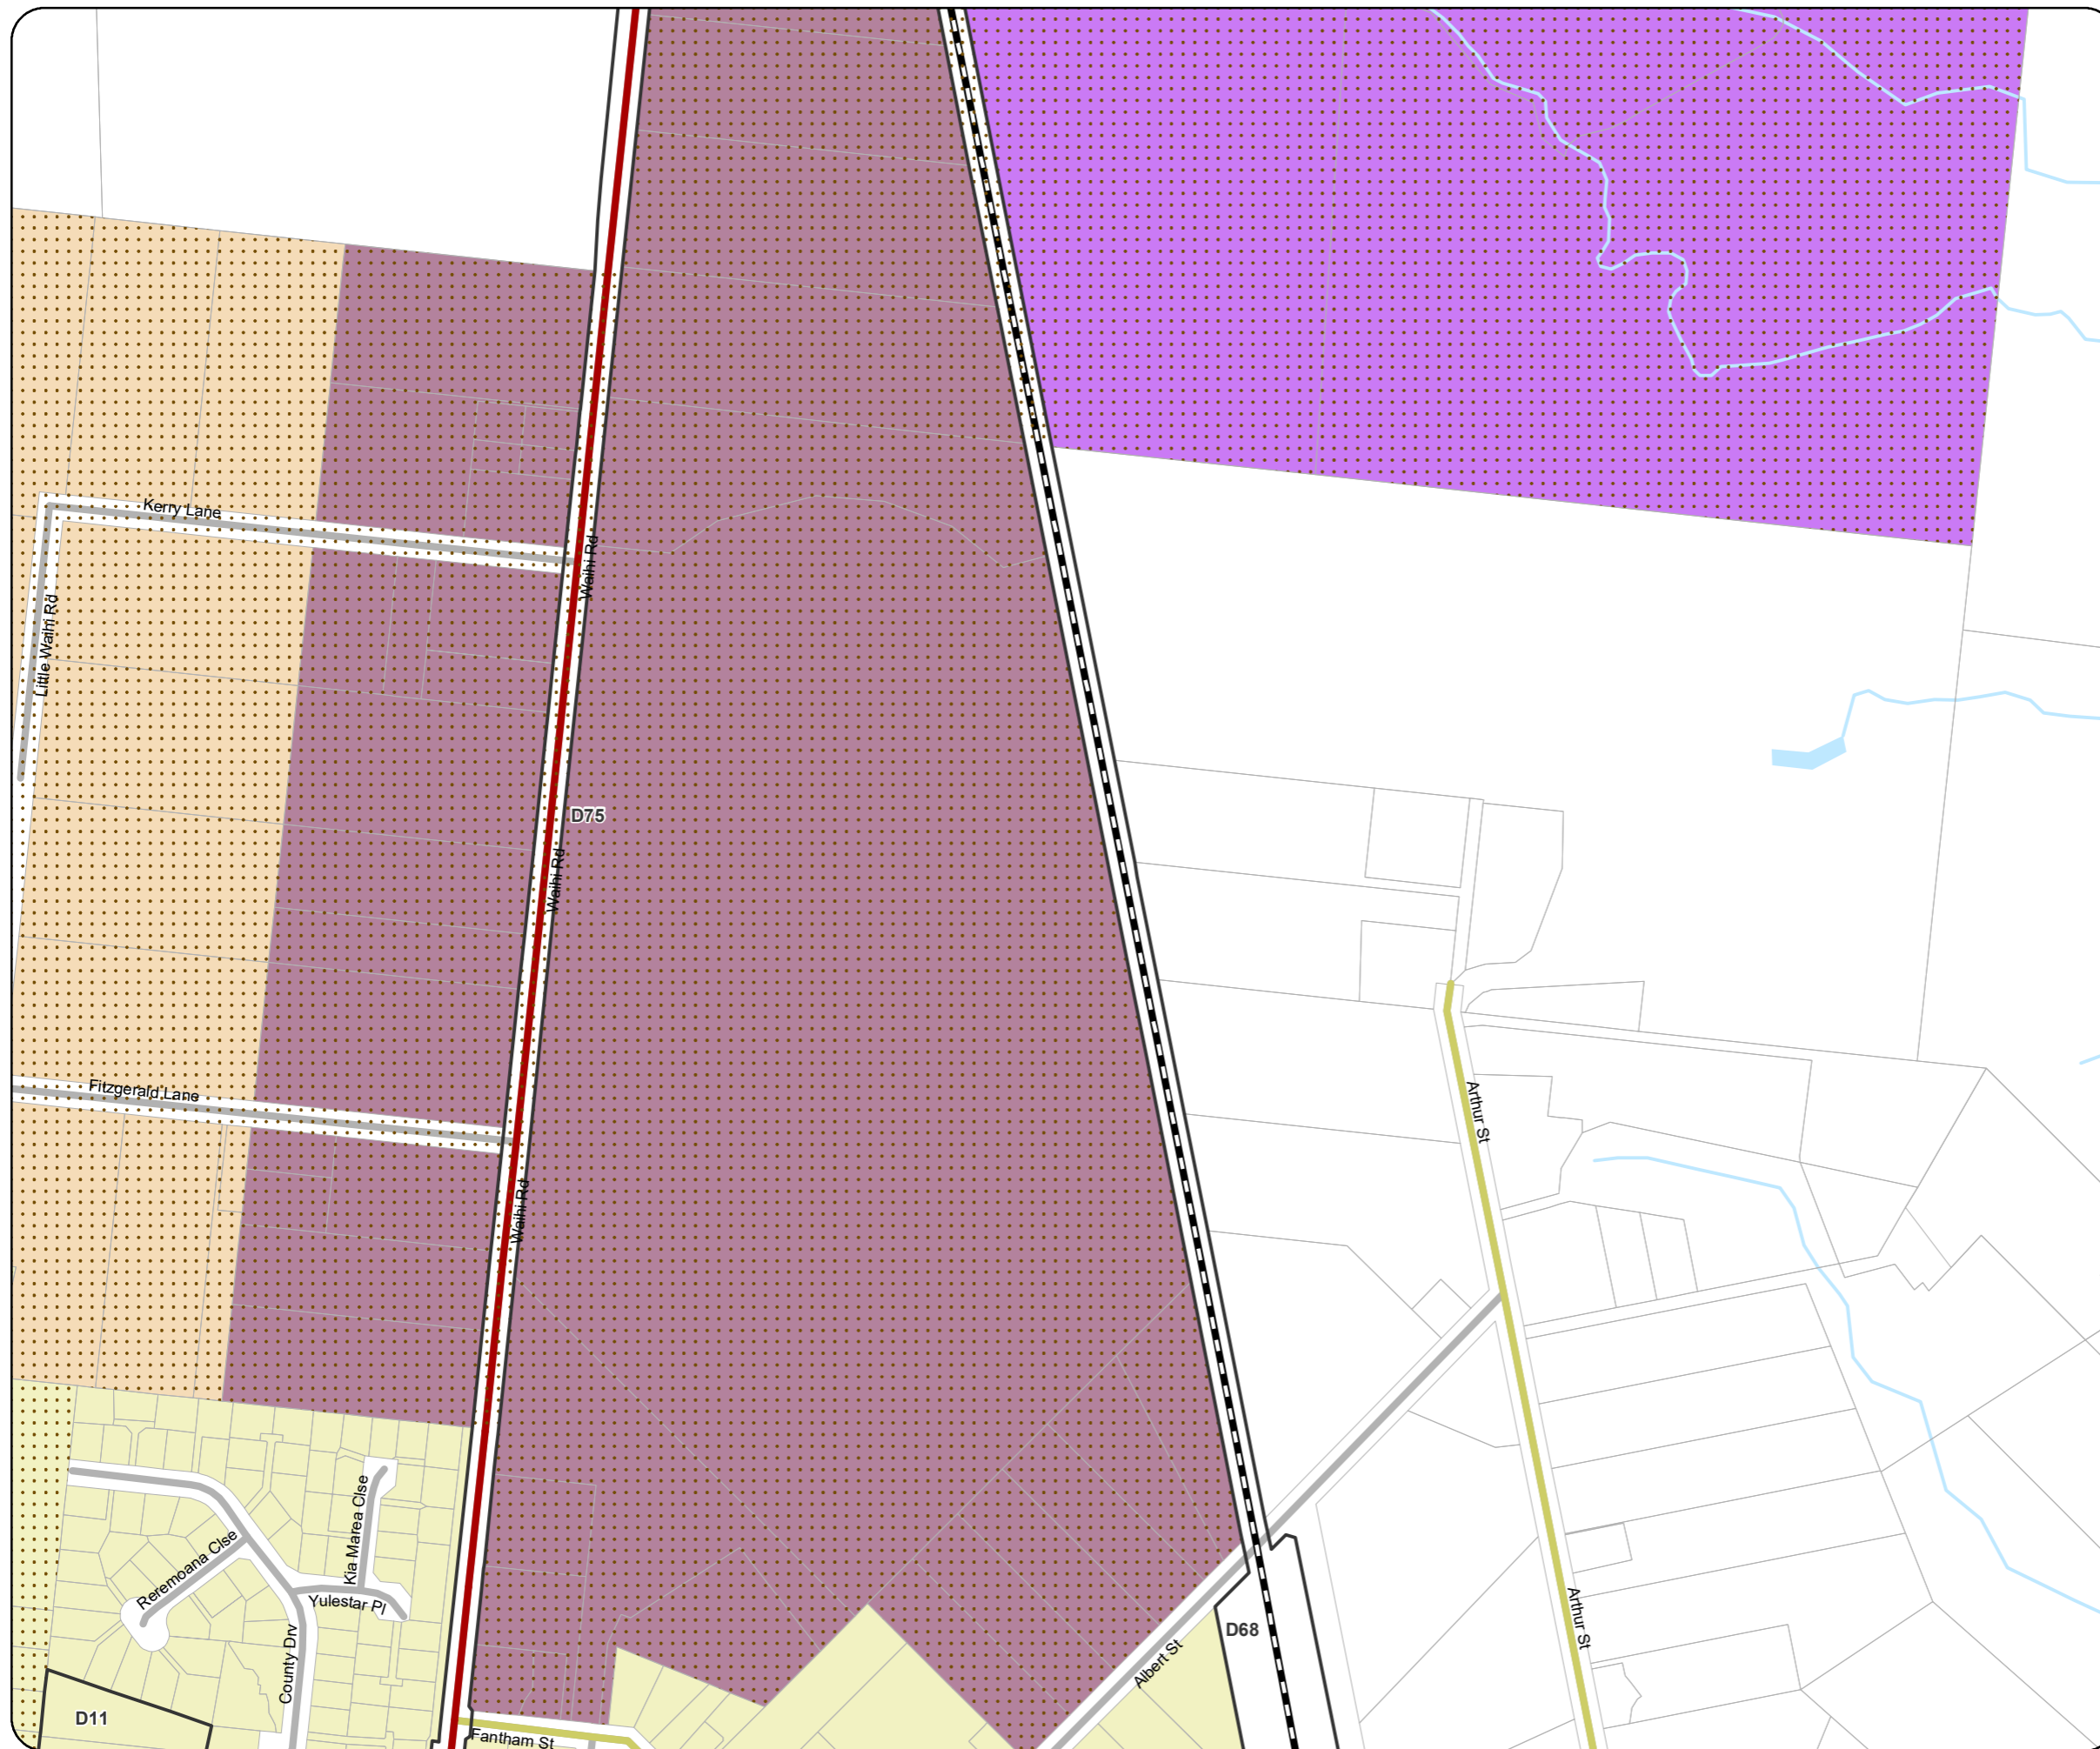 Kerry Lane
Waihi Rd
Little Waihi Rd
D75
Waihi Rd
Fitzgerald Lane
Arthur St
Waihi Rd
Kia Marea Clse
Reremoana Clse
Yulestar Pl
Arthur St
D68
County Drv
Albert St
D11
Fantham St